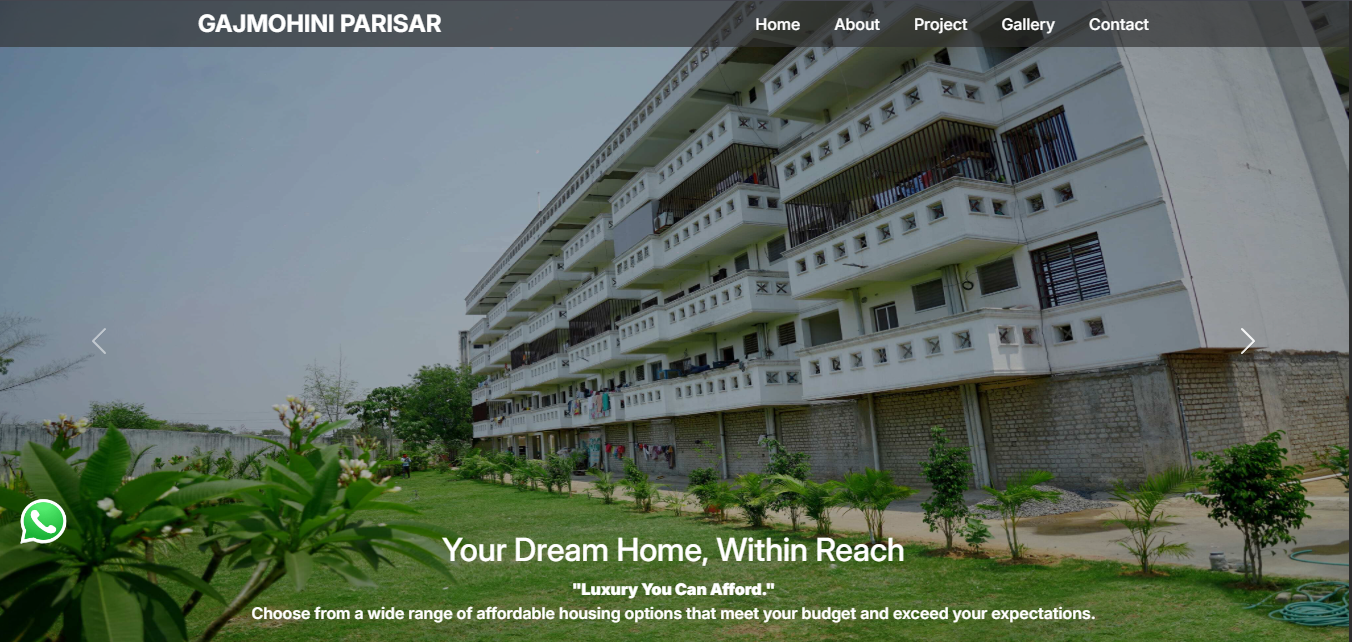 GAJMOHINI PARISAR
Home About Project Gallery Contact
Your Dream Home, Within Reach
"Luxury You Can Afford."
Choose from a wide range of affordable housing options that meet your budget and exceed your expectations.